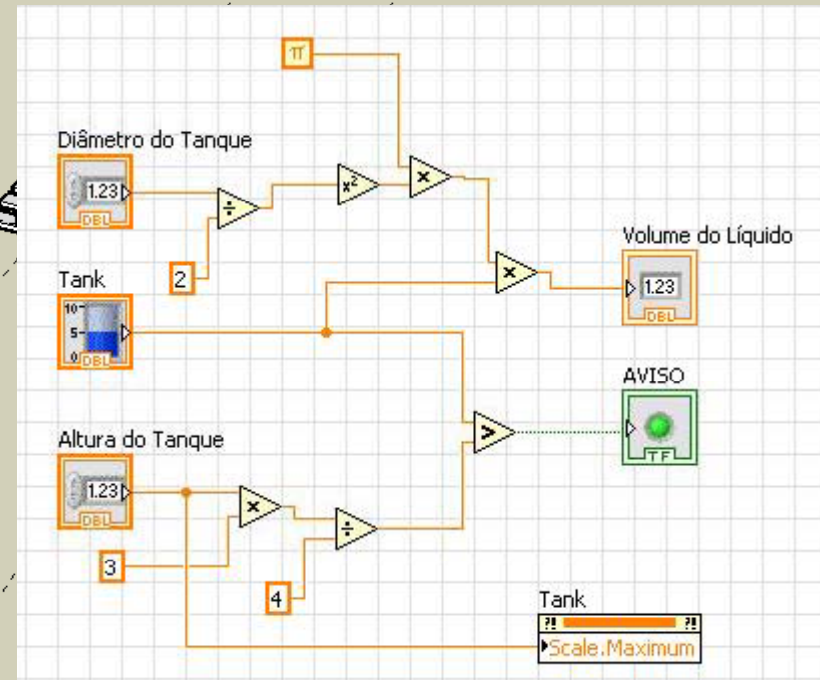 π
Diâmetro do Tanque
1.23
DBL
÷
x²
×
2
×
Volume do Líquido
1.23
DBL
Tank
10
5
0
DBL
AVISO
TF
>
Altura do Tanque
1.23
DBL
×
÷
3
4
Tank
?! ?!
Scale.Maximum